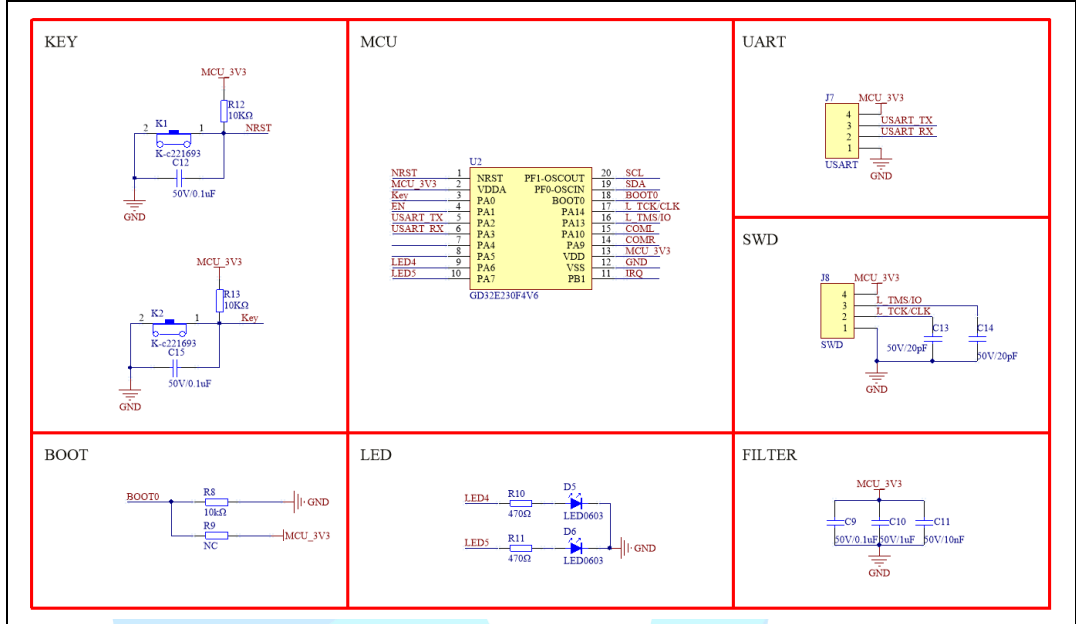 KEY
MCU_3V3
R12
10KΩ
K1
2
1
NRST
K-c221693
C12
50V/0.1uF
GND
MCU_3V3
R13
10KΩ
K2
2
1
Key
K-c221693
C15
50V/0.1uF
GND
MCU
U2
NRST 1 NRST PF1-OSCOUT 20 SCL
MCU_3V3 2 VDDA PF0-OSCIN 19 SDA
Key 3 PA0 BOOT0 18 BOOT0
EN 4 PA1 PA14 17 L_TCK/CLK
USART_TX 5 PA2 PA13 16 L_TMS/IO
USART_RX 6 PA3 PA10 15 COML
7 PA4 PA9 14 COMR
8 PA5 VDD 13 MCU_3V3
LED4 9 PA6 VSS 12 GND
LED5 10 PA7 PB1 11 IRQ
GD32E230F4V6
UART
J7 MCU_3V3
4
3 USART_TX
2 USART_RX
1
USART
GND
SWD
J8 MCU_3V3
4
3 L_TMS/IO
2 L_TCK/CLK
1
SWD
C13
50V/20pF
C14
50V/20pF
GND
BOOT
BOOT0
R8
10kΩ
GND
R9
NC
MCU_3V3
LED
LED4
R10
470Ω
D5
LED0603
LED5
R11
470Ω
D6
LED0603
GND
FILTER
MCU_3V3
C9 C10 C11
50V/0.1uF 50V/1uF 50V/10nF
GND